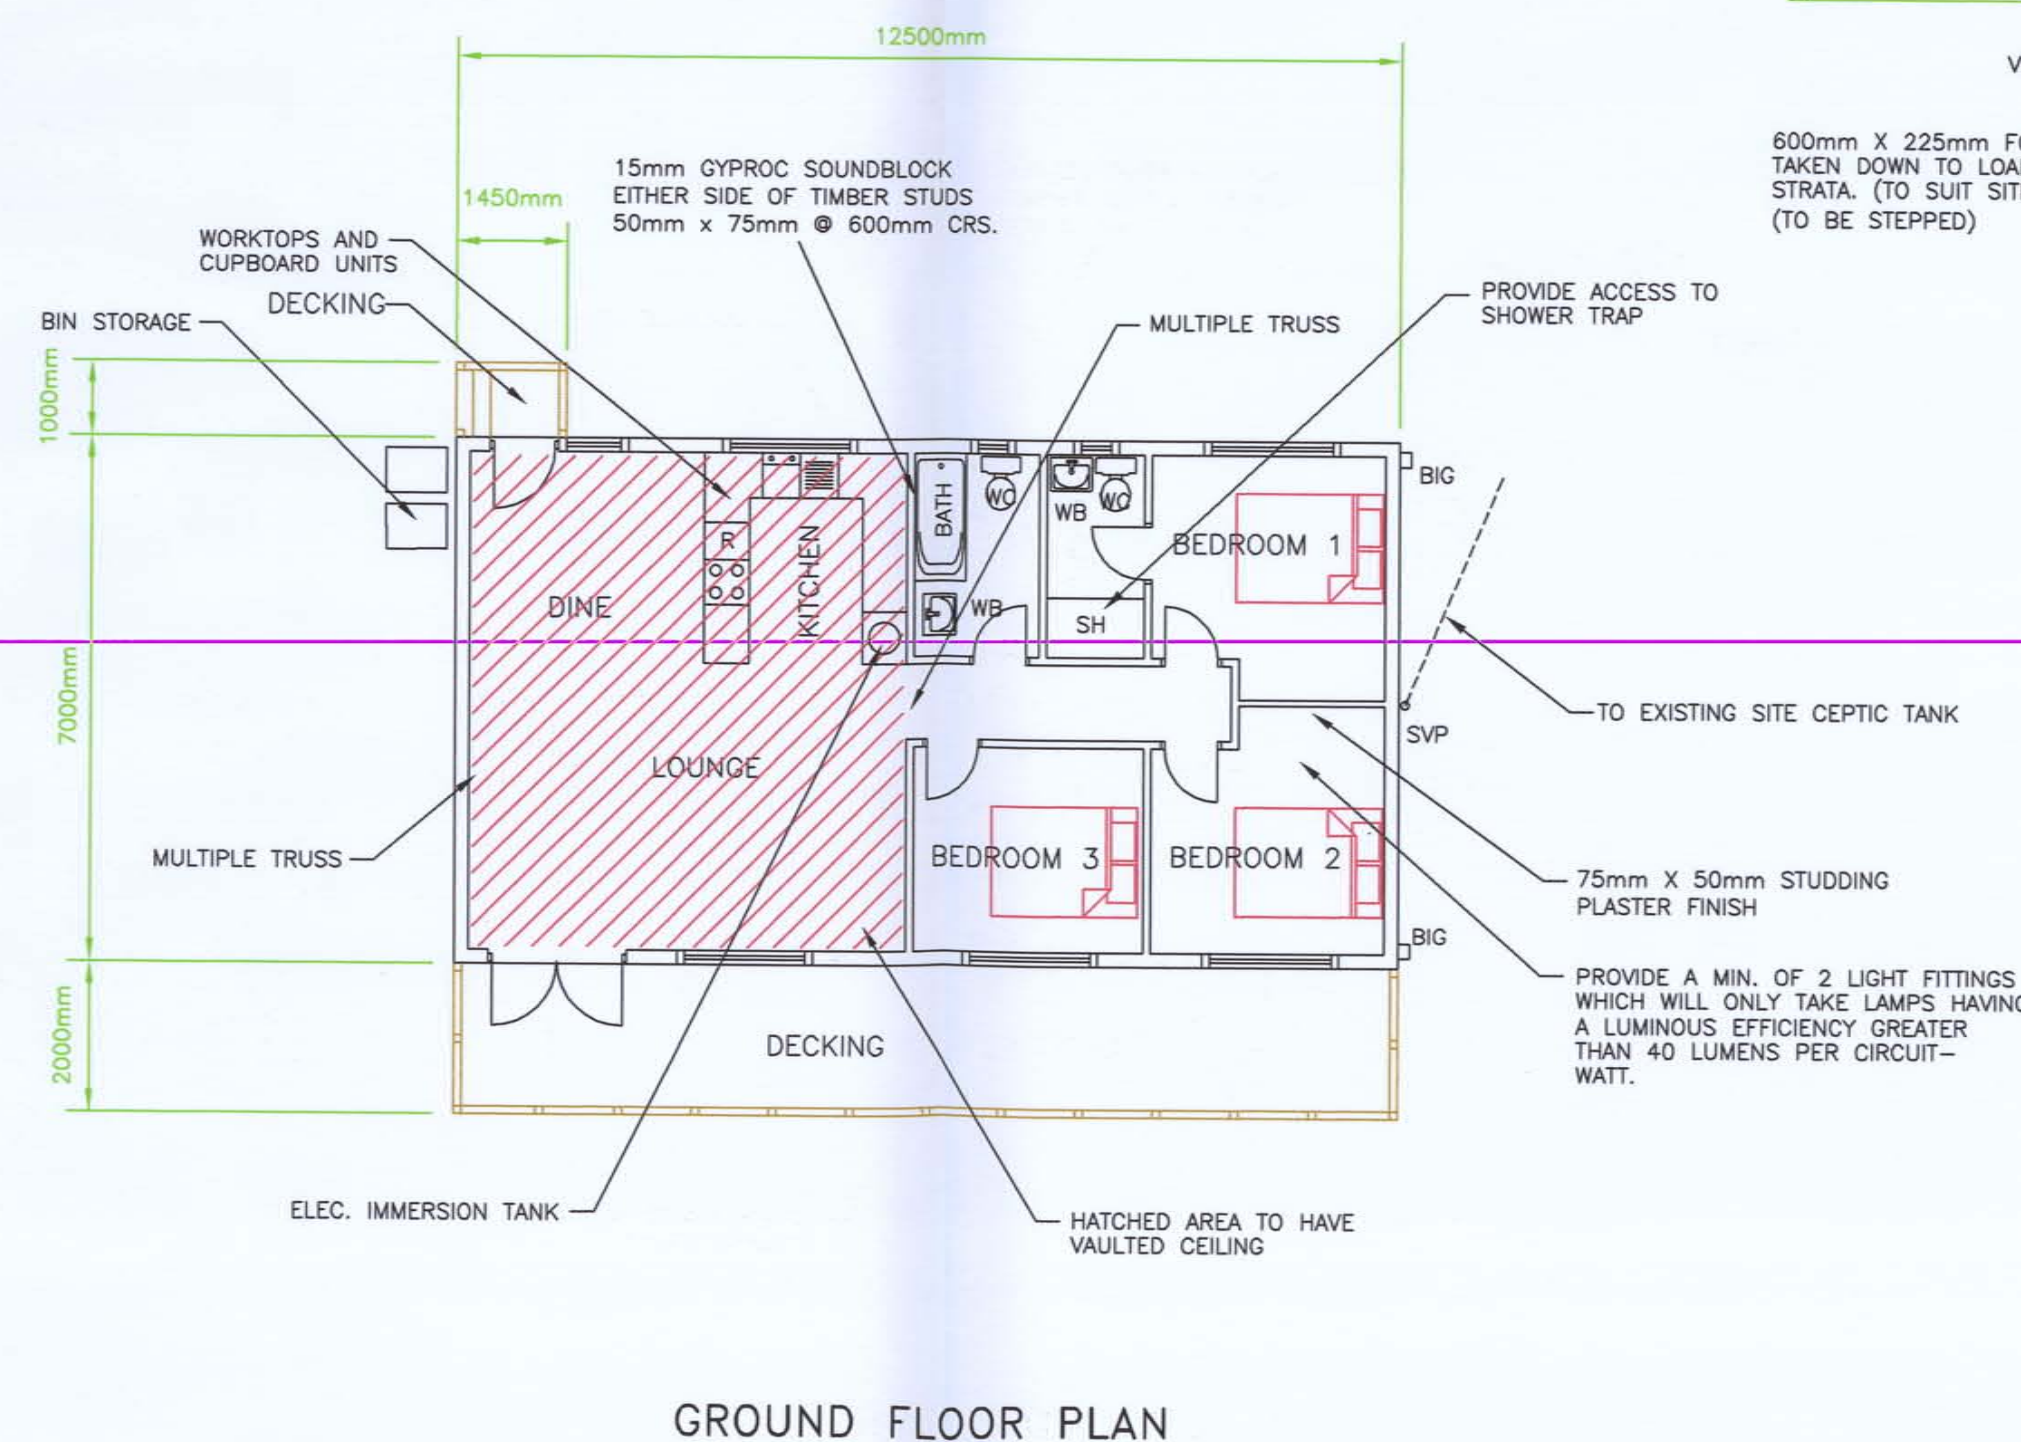 12500mm
V
600mm X 225mm FO
TAKEN DOWN TO LOA
STRATA. (TO SUIT SIT
(TO BE STEPPED)
15mm GYPROC SOUNDBLOCK
EITHER SIDE OF TIMBER STUDS
50mm x 75mm @ 600mm CRS.
1450mm
WORKTOPS AND
CUPBOARD UNITS
DECKING
BIN STORAGE
MULTIPLE TRUSS
PROVIDE ACCESS TO
SHOWER TRAP
1000mm
7000mm
2000mm
BATH
WC
WB
WB
WC
SH
R
KITCHEN
DINE
LOUNGE
BEDROOM 1
BIG
SVP
TO EXISTING SITE CEPTIC TANK
MULTIPLE TRUSS
BEDROOM 3
BEDROOM 2
BIG
75mm X 50mm STUDDING
PLASTER FINISH
PROVIDE A MIN. OF 2 LIGHT FITTINGS
WHICH WILL ONLY TAKE LAMPS HAVING
A LUMINOUS EFFICIENCY GREATER
THAN 40 LUMENS PER CIRCUIT-
WATT.
DECKING
ELEC. IMMERSION TANK
HATCHED AREA TO HAVE
VAULTED CEILING
GROUND FLOOR PLAN